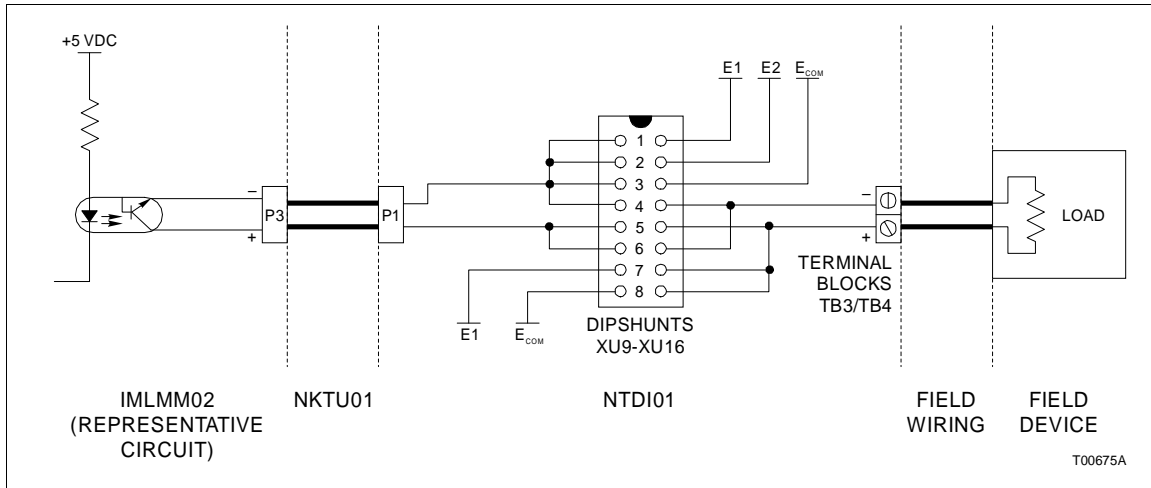 +5 VDC
E1 E2 ECOM
1
2
3
4
5
6
7
8
−
P3
+
P1
−
+
LOAD
TERMINAL
BLOCKS
TB3/TB4
E1 ECOM
DIPSHUNTS
XU9-XU16
IMLMM02
(REPRESENTATIVE
CIRCUIT)
NKTU01
NTDI01
FIELD
WIRING
FIELD
DEVICE
T00675A